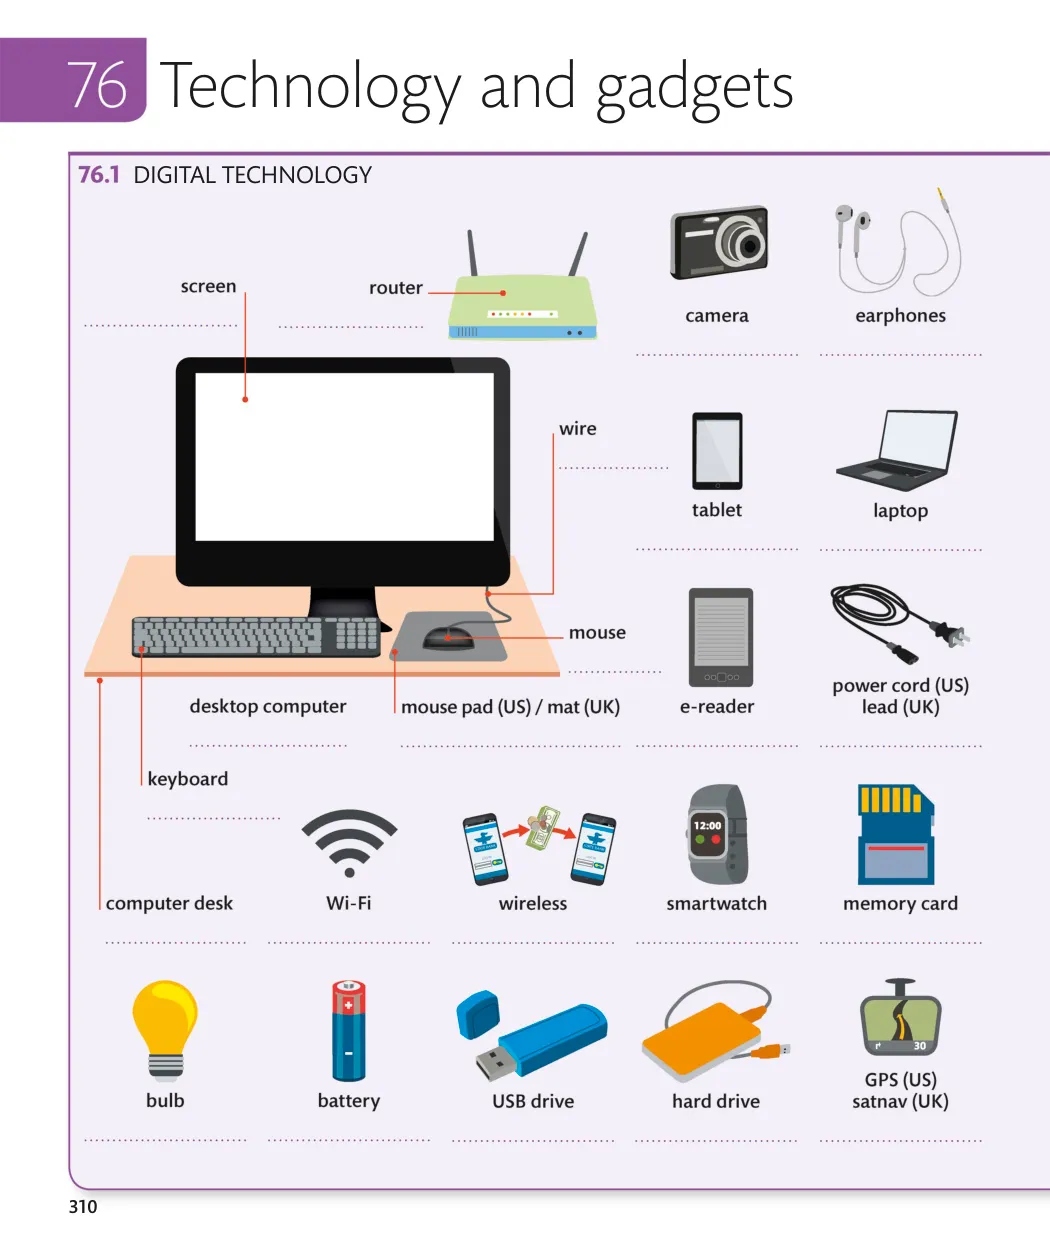 76 Technology and gadgets
76.1 DIGITAL TECHNOLOGY
screen
router
camera
earphones
wire
tablet
laptop
mouse
desktop computer
mouse pad (US) / mat (UK)
e-reader
power cord (US)
lead (UK)
keyboard
12:00
computer desk
Wi-Fi
wireless
smartwatch
memory card
+
-
30
bulb
battery
USB drive
hard drive
GPS (US)
satnav (UK)
310